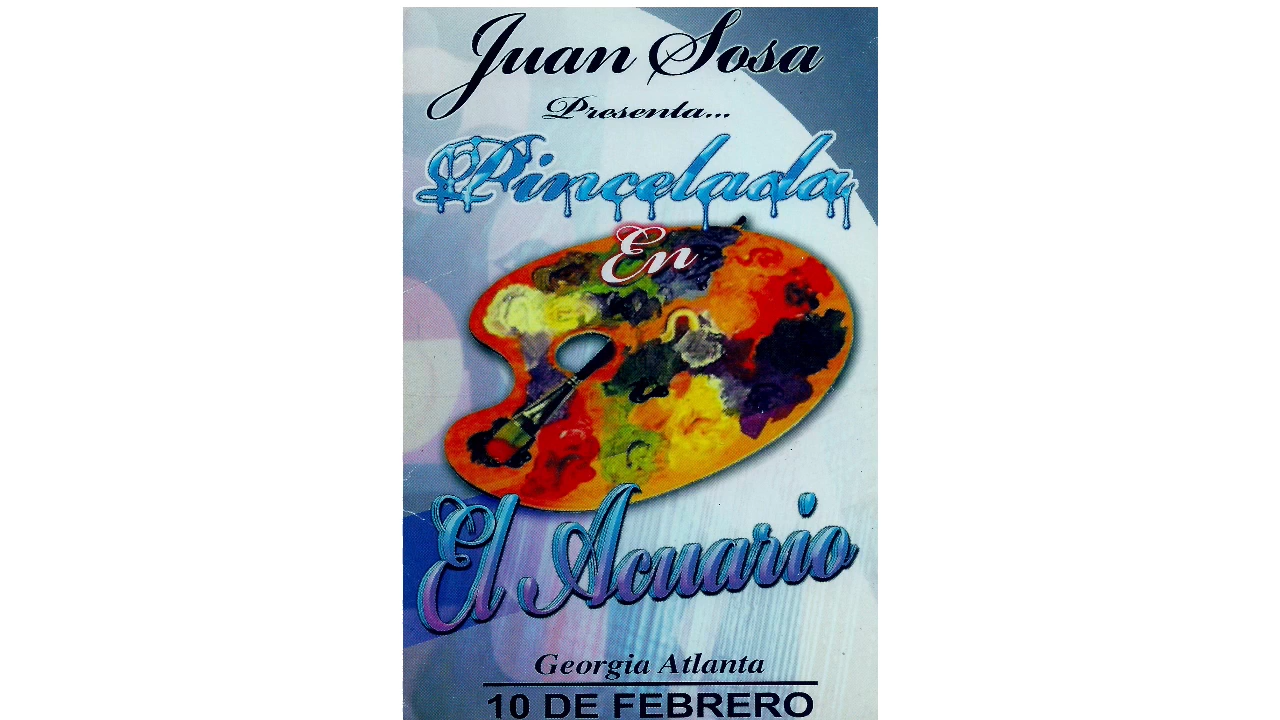 Juan Sosa
Presenta...
Pincelada
En
El Acuario
Georgia Atlanta
10 DE FEBRERO